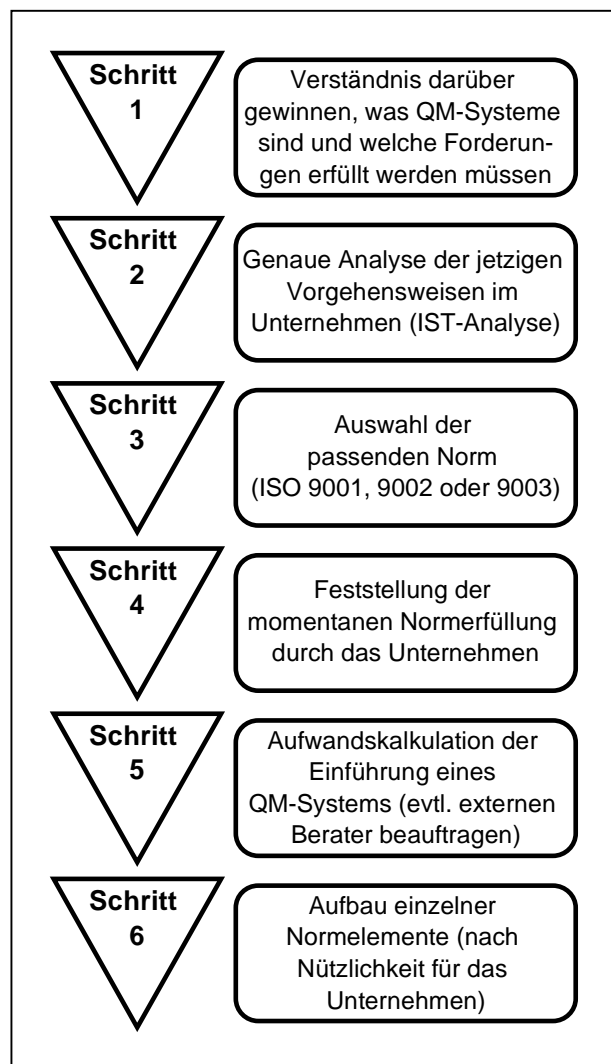 Schritt
1
Verständnis darüber
gewinnen, was QM-Systeme
sind und welche Forderun-
gen erfüllt werden müssen
Schritt
2
Genaue Analyse der jetzigen
Vorgehensweisen im
Unternehmen (IST-Analyse)
Schritt
3
Auswahl der
passenden Norm
(ISO 9001, 9002 oder 9003)
Schritt
4
Feststellung der
momentanen Normerfüllung
durch das Unternehmen
Schritt
5
Aufwandskalkulation der
Einführung eines
QM-Systems (evtl. externen
Berater beauftragen)
Schritt
6
Aufbau einzelner
Normelemente (nach
Nützlichkeit für das
Unternehmen)